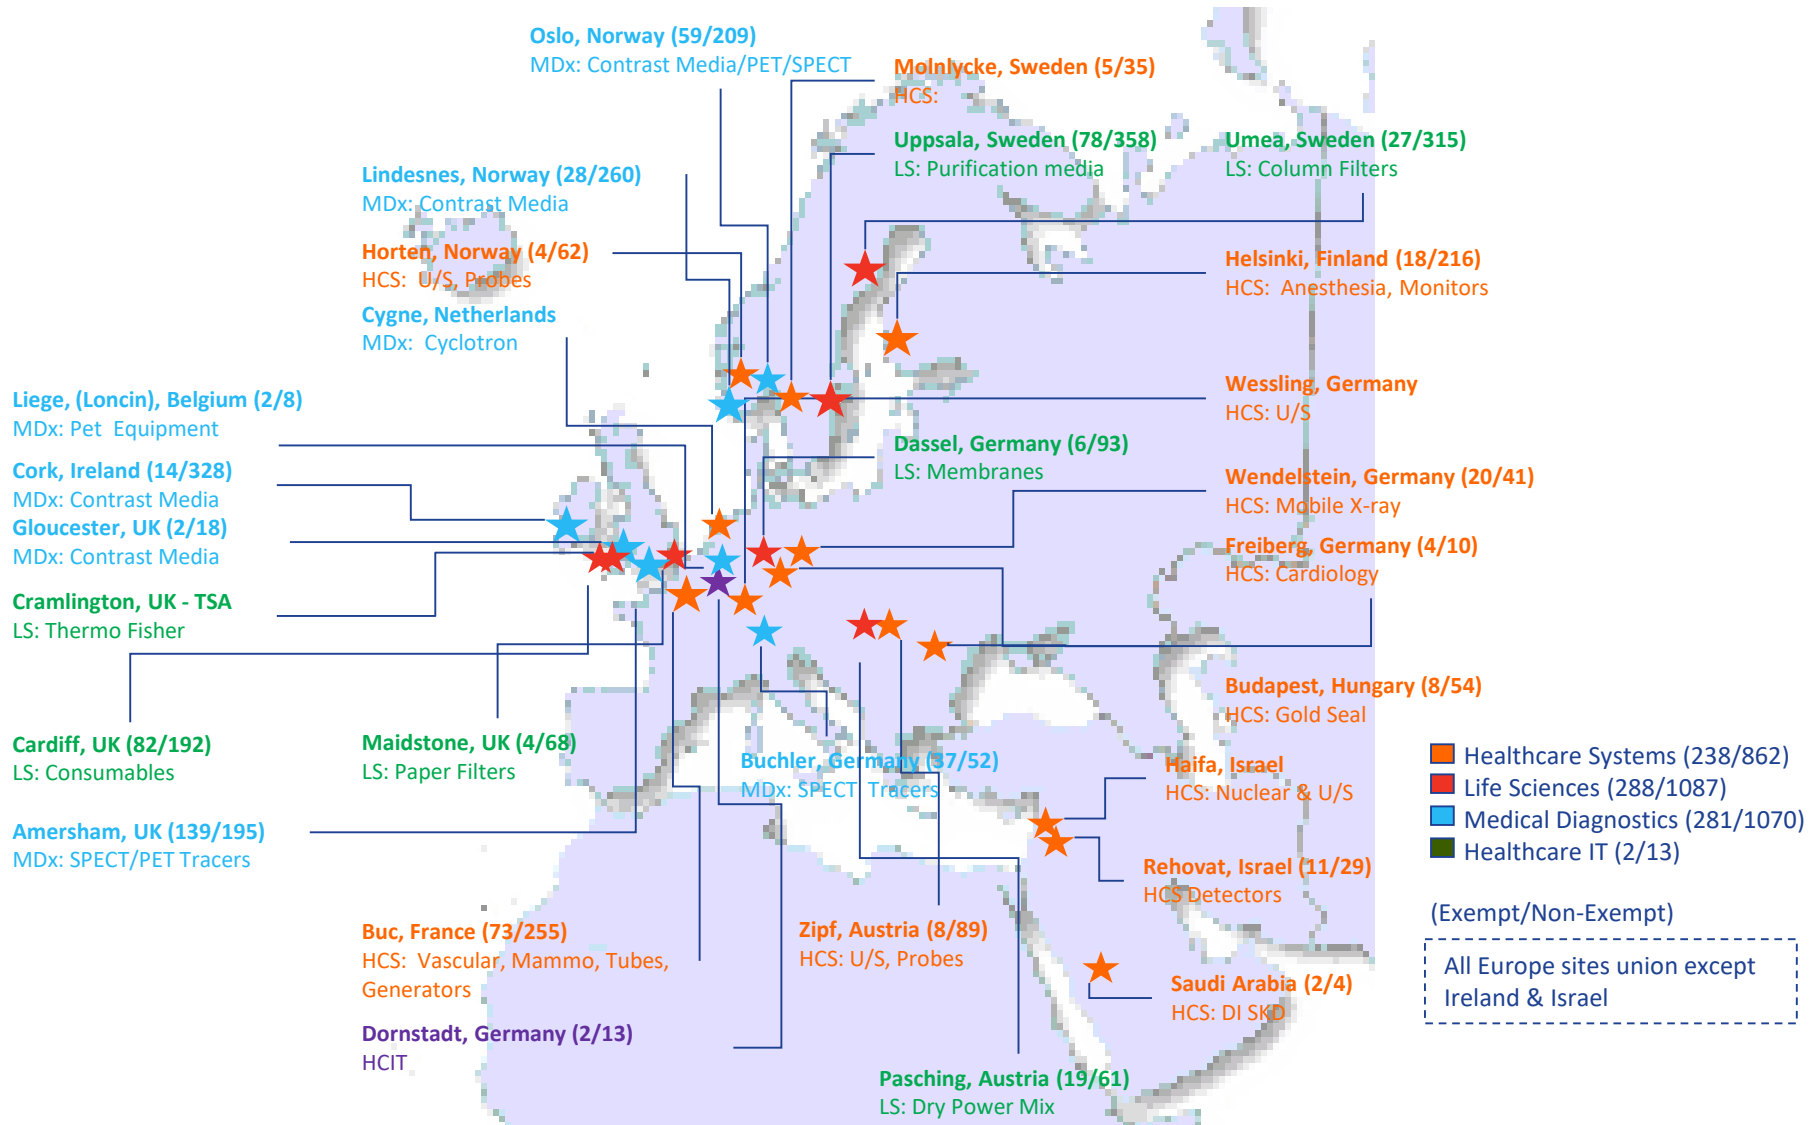 Oslo, Norway (59/209)
MDx: Contrast Media/PET/SPECT
Molnlycke, Sweden (5/35)
HCS:
Uppsala, Sweden (78/358)
LS: Purification media
Umea, Sweden (27/315)
LS: Column Filters
Lindesnes, Norway (28/260)
MDx: Contrast Media
Horten, Norway (4/62)
HCS: U/S, Probes
Helsinki, Finland (18/216)
HCS: Anesthesia, Monitors
Cygne, Netherlands
MDx: Cyclotron
Wessling, Germany
HCS: U/S
Liege, (Loncin), Belgium (2/8)
MDx: Pet Equipment
Dassel, Germany (6/93)
LS: Membranes
Cork, Ireland (14/328)
MDx: Contrast Media
Wendelstein, Germany (20/41)
HCS: Mobile X-ray
Gloucester, UK (2/18)
MDx: Contrast Media
Freiberg, Germany (4/10)
HCS: Cardiology
Cramlington, UK - TSA
LS: Thermo Fisher
Budapest, Hungary (8/54)
HCS: Gold Seal
Cardiff, UK (82/192)
LS: Consumables
Maidstone, UK (4/68)
LS: Paper Filters
Buchler, Germany (37/52)
MDx: SPECT Tracers
Haifa, Israel
HCS: Nuclear & U/S
Healthcare Systems (238/862)
Life Sciences (288/1087)
Medical Diagnostics (281/1070)
Healthcare IT (2/13)
Amersham, UK (139/195)
MDx: SPECT/PET Tracers
Rehovat, Israel (11/29)
HCS Detectors
(Exempt/Non-Exempt)
All Europe sites union except
Ireland & Israel
Buc, France (73/255)
HCS: Vascular, Mammo, Tubes,
Generators
Zipf, Austria (8/89)
HCS: U/S, Probes
Saudi Arabia (2/4)
HCS: DI SKD
Dornstadt, Germany (2/13)
HCIT
Pasching, Austria (19/61)
LS: Dry Power Mix